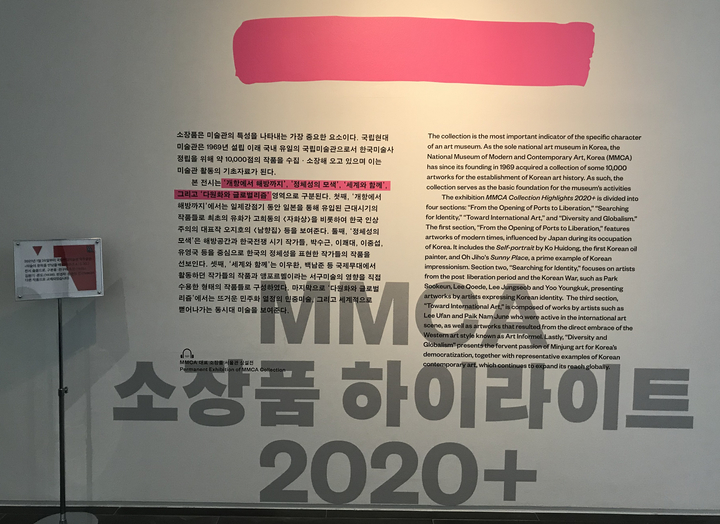 소장품은 미술관의 특성을 나타내는 가장 중요한 요소이다. 국립현대
미술관은 1969년 설립 이래 국내 유일의 국립미술관으로서 한국미술사
정립을 위해 약 10,000점의 작품을 수집 · 소장해 오고 있으며 이는
미술관 활동의 기초자료가 된다.
본 전시는 '개항에서 해방까지', '정체성의 모색', '세계와 함께',
그리고 '다원화와 글로벌리즘' 영역으로 구분된다. 첫째, '개항에서
해방까지'에서는 일제강점기 동안 일본을 통해 유입된 근대시기의
작품들로 최초의 유화가 고희동의 〈자화상〉을 비롯하여 한국 인상
주의의 대표작 오지호의 〈남향집〉 등을 보여준다. 둘째, '정체성의
모색'은 해방공간과 한국전쟁 시기 작가들, 박수근, 이쾌대, 이중섭,
유영국 등을 중심으로 한국의 정체성을 표현한 작가들의 작품을
선보인다. 셋째, '세계와 함께'는 이우환, 백남준 등 국제무대에서
활동하던 작가들의 작품과 앵포르멜이라는 서구미술의 영향을 직접
수용한 형태의 작품들로 구성하였다. 마지막으로 '다원화와 글로벌
리즘'에서는 뜨거운 민주화 열정의 민중미술, 그리고 세계적으로
뻗어나가는 동시대 미술을 보여준다.
The collection is the most important indicator of the specific character
of an art museum. As the sole national art museum in Korea, the
National Museum of Modern and Contemporary Art, Korea (MMCA)
has since its founding in 1969 acquired a collection of some 10,000
artworks for the establishment of Korean art history. As such, the
collection serves as the basic foundation for the museum's activities
The exhibition MMCA Collection Highlights 2020+ is divided into
four sections: "From the Opening of Ports to Liberation," "Searching
for Identity," "Toward International Art," and "Diversity and Globalism."
The first section, "From the Opening of Ports to Liberation," features
artworks of modern times, influenced by Japan during its occupation
of Korea. It includes the Self-portrait by Ko Huidong, the first Korean oil
painter, and Oh Jiho's Sunny Place, a prime example of Korean
impressionism. Section two, "Searching for Identity," focuses on artists
from the post liberation period and the Korean War, such as Park
Sookeun, Lee Qoede, Lee Jungseob and Yoo Youngkuk, presenting
artworks by artists expressing Korean identity. The third section,
"Toward International Art," is composed of works by artists such as
Lee Ufan and Paik Nam June who were active in the international art
scene, as well as artworks that resulted from the direct embrace of the
Western art style known as Art Informel. Lastly, "Diversity and
Globalism" presents the fervent passion of Minjung art for Korea's
democratization, together with representative examples of Korean
contemporary art, which continues to expand its reach globally.
MMCA 대표 소장품 서울관 상설전
Permanent Exhibition of MMCA Collection
MMCA
소장품 하이라이트
2020+